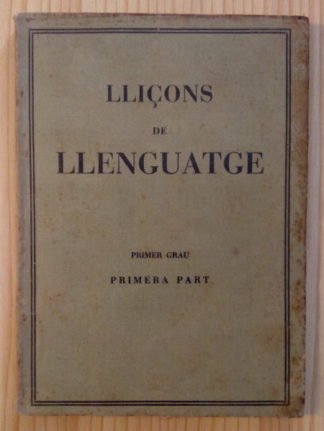 LLIÇONS
DE
LLENGUATGE
PRIMER GRAU
PRIMERA PART